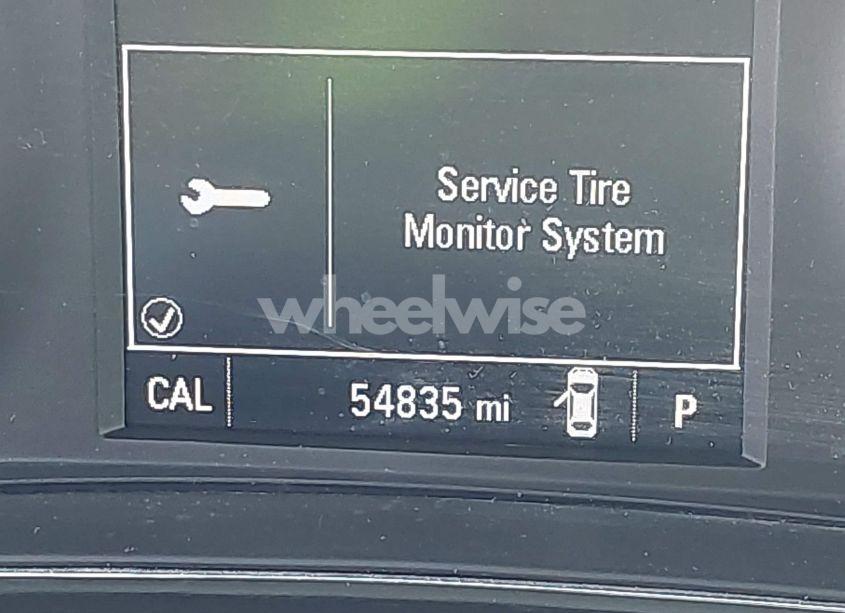 Service Tire
Monitor System
wheelwise
CAL
54835 mi
P